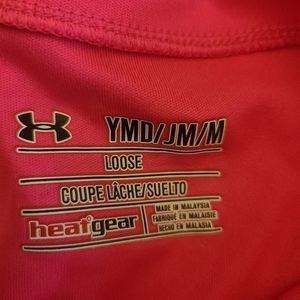 YMD/JM/M
LOOSE
COUPE LÂCHE/SUELTO
heatgear
MADE IN MALAYSIA
FABRIQUÉ EN MALAISIE
HECHO EN MALASIA